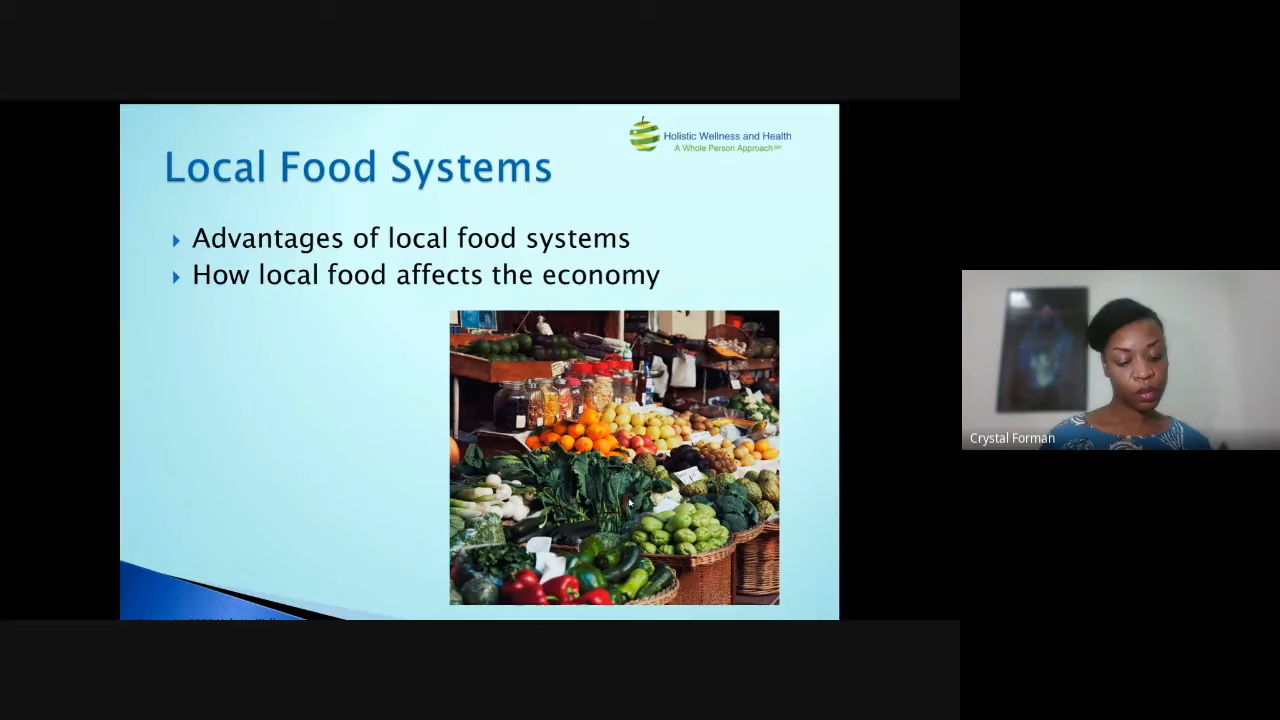 Holistic Wellness and Health
A Whole Person Approach℠
Local Food Systems
Advantages of local food systems
How local food affects the economy
Crystal Forman